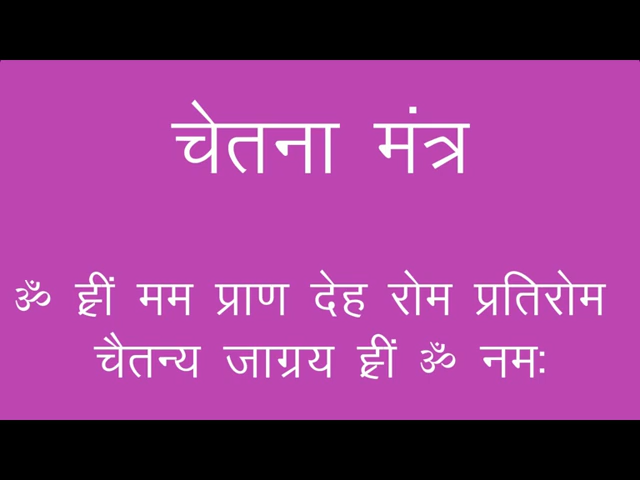 चेतना मंत्र
ॐ ह्रीं मम प्राण देह रोम प्रतिरोम
चैतन्य जाग्रय ह्रीं ॐ नमः